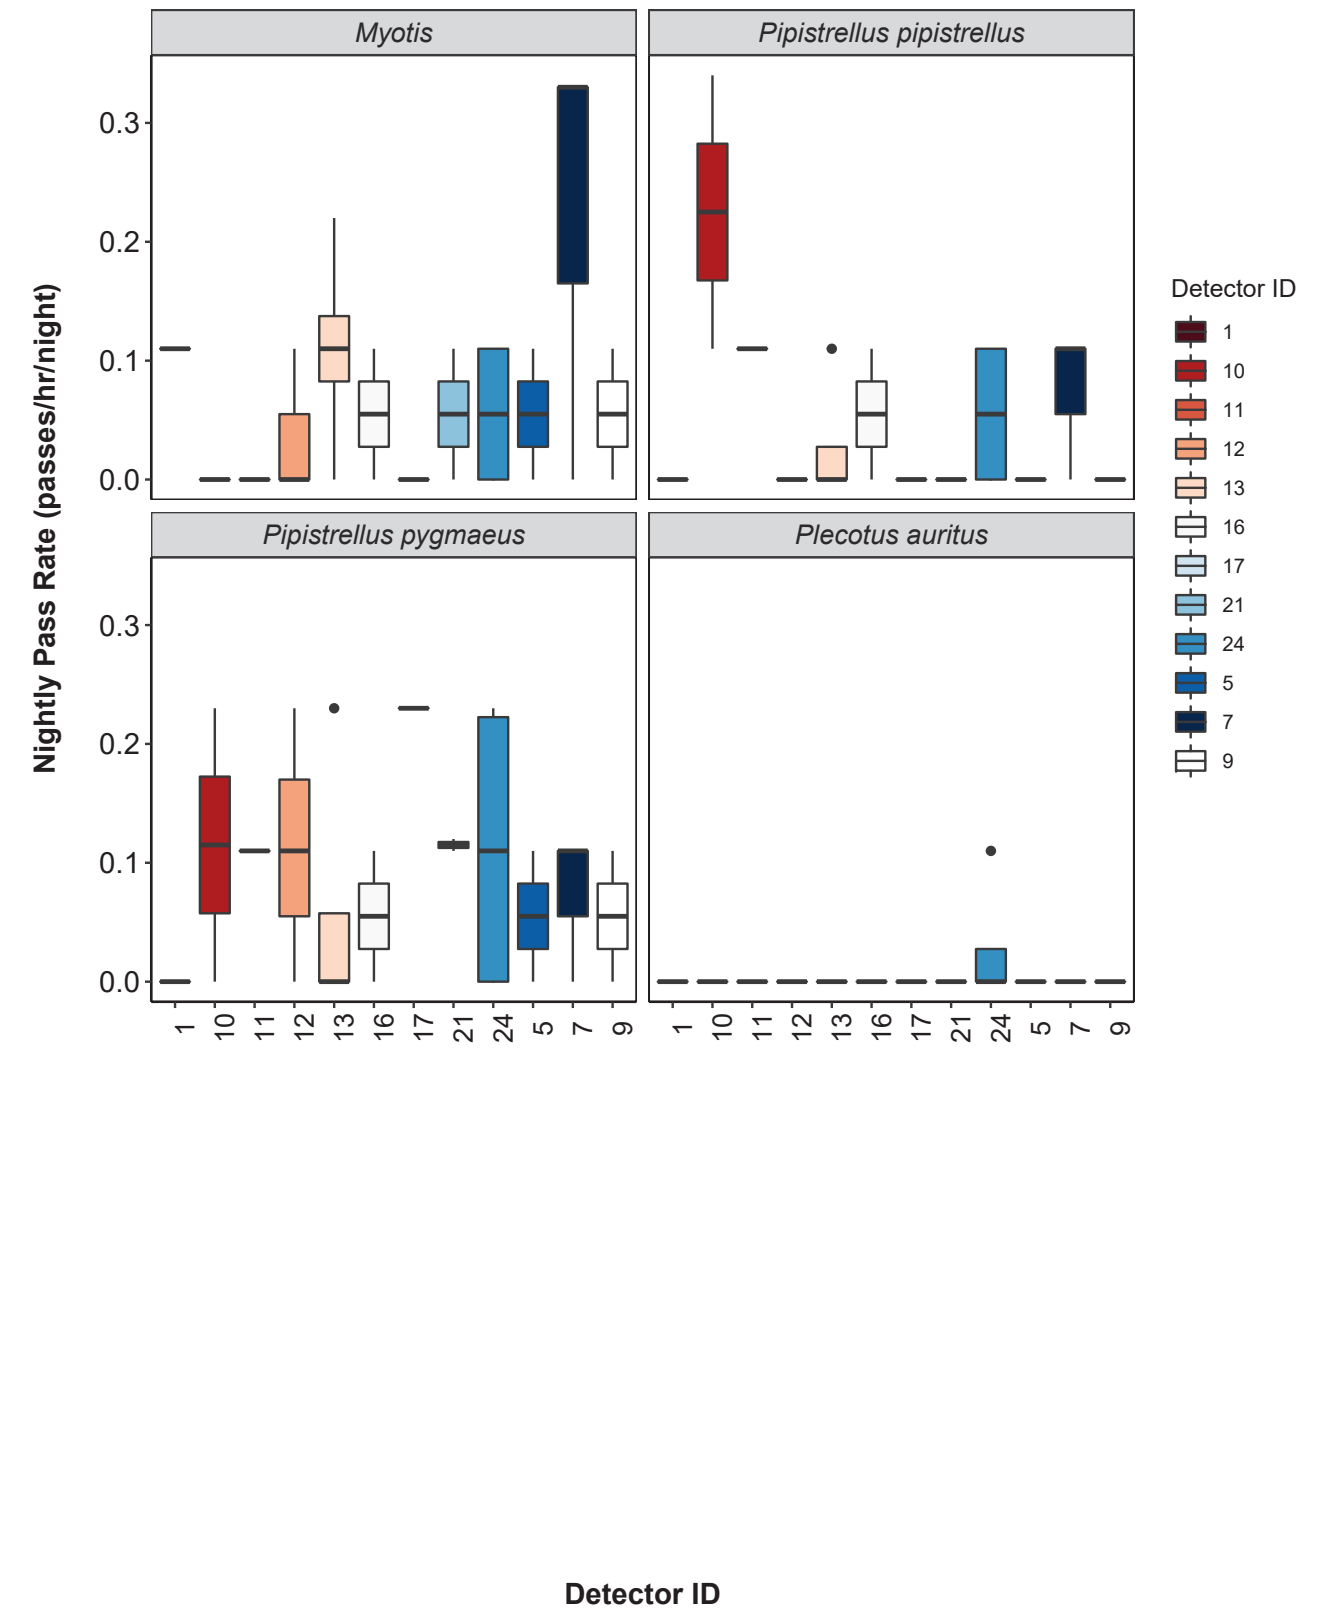 Myotis
Pipistrellus pipistrellus
0.3
0.2
0.1
0.0
Pipistrellus pygmaeus
Plecotus auritus
0.3
0.2
0.1
0.0
Nightly Pass Rate (passes/hr/night)
1 10 11 12 13 16 17 21 24 5 7 9
1 10 11 12 13 16 17 21 24 5 7 9
Detector ID
Detector ID
1
10
11
12
13
16
17
21
24
5
7
9